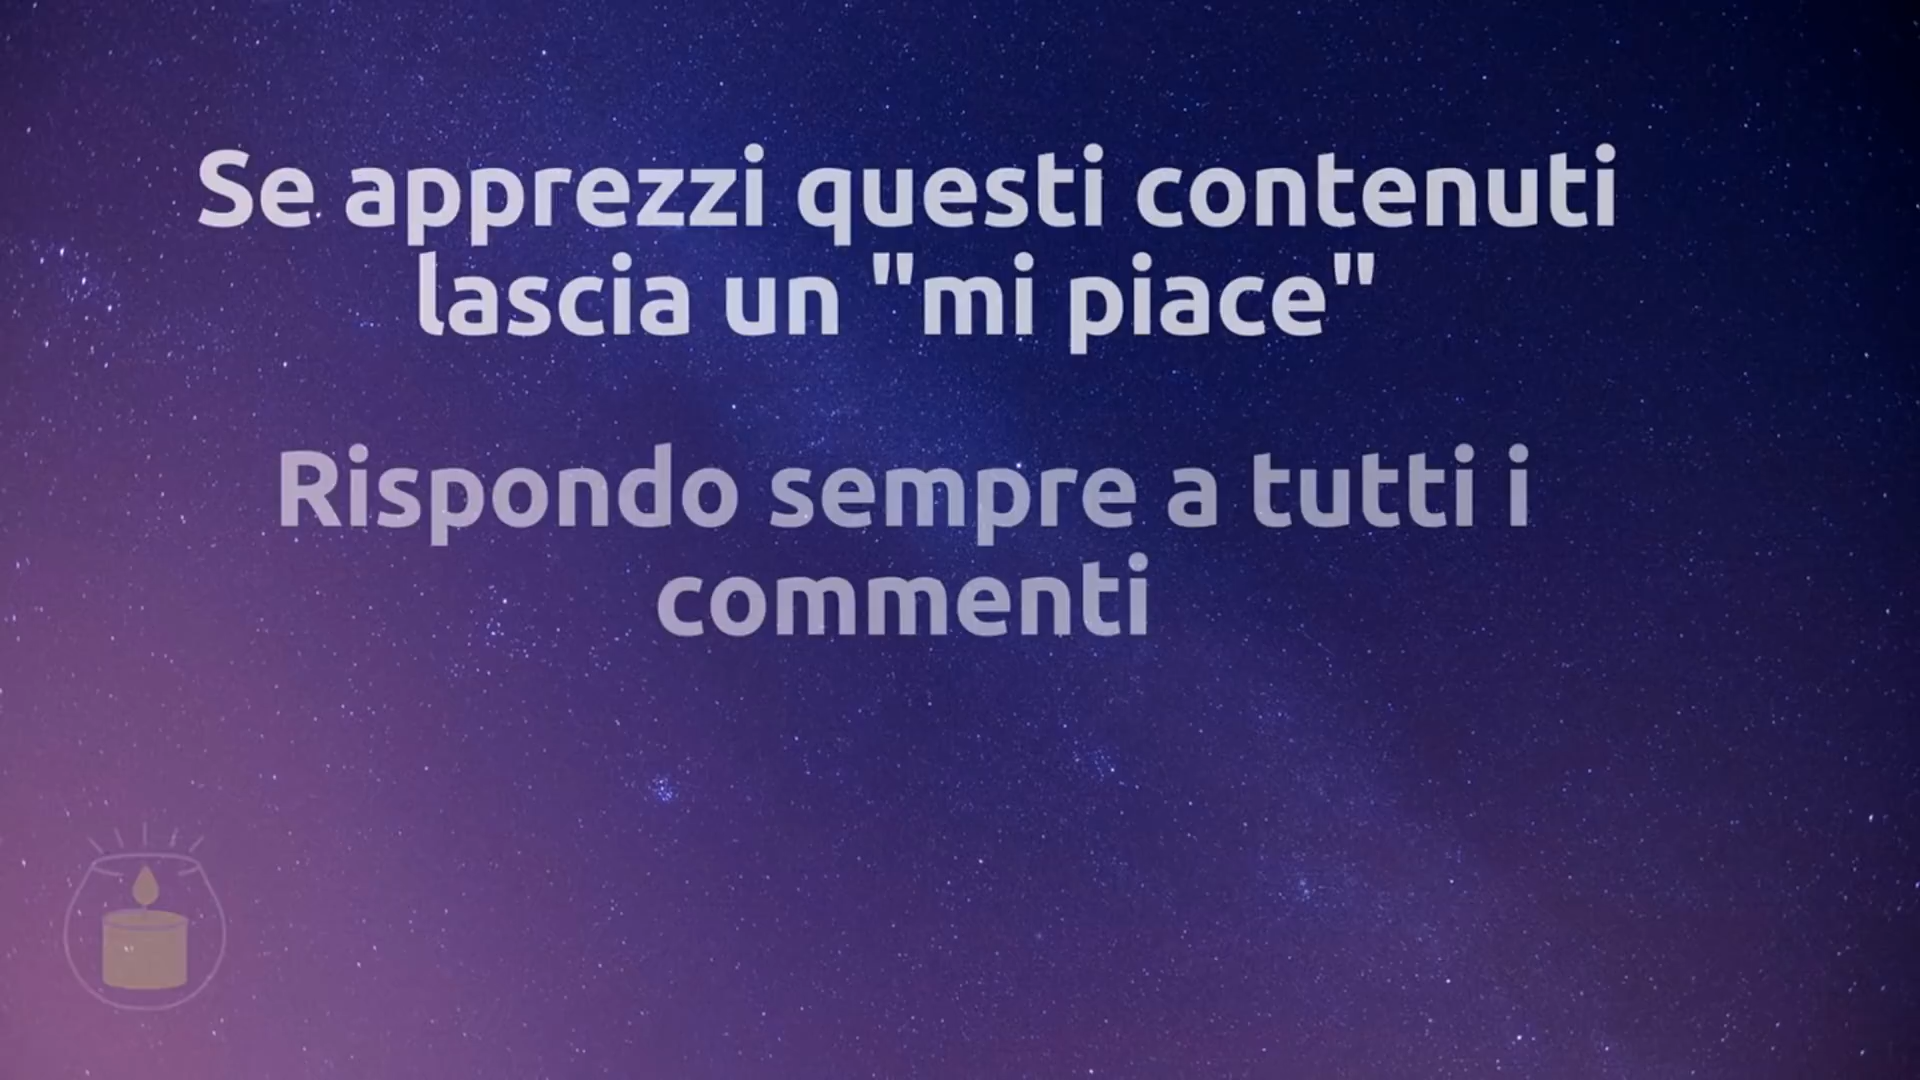 Se apprezzi questi contenuti
lascia un "mi piace"
Rispondo sempre a tutti i
commenti